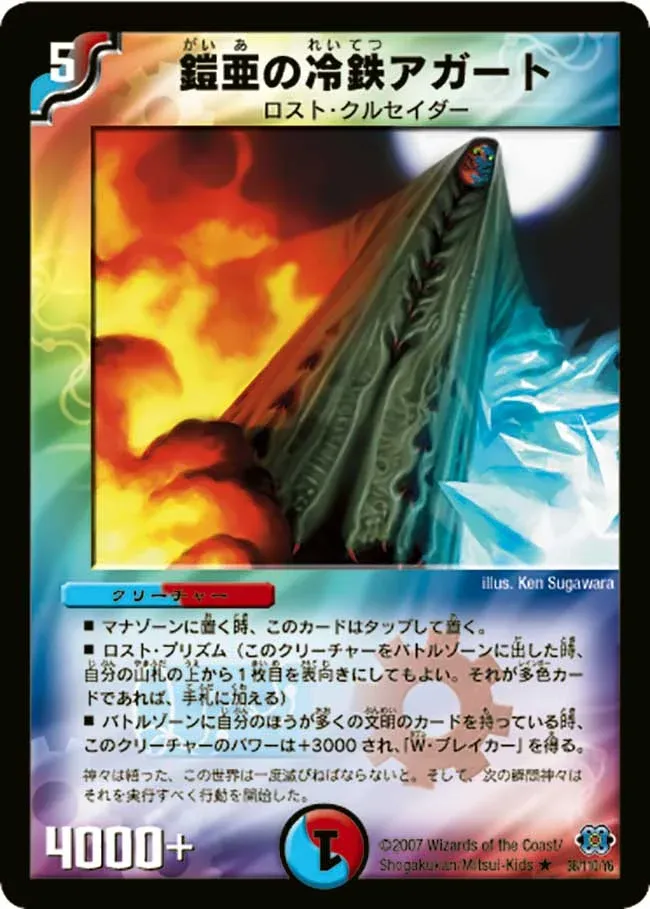 5
がい あ れいてつ
鎧亜の冷鉄アガート
ロスト・クルセイダー
illus. Ken Sugawara
クリーチャー
■ マナゾーンに置く時、このカードはタップして置く。
■ ロスト・プリズム（このクリーチャーをバトルゾーンに出した時、
自分の山札の上から1枚目を表向きにしてもよい。それが多色カ
ードであれば、手札に加える）
■ バトルゾーンに自分のほうが多くの文明のカードを持っている時、
このクリーチャーのパワーは+3000され、「W・ブレイカー」を得る。
神々は悟った、この世界は一度滅びねばならないと。そして、次の瞬間神々は
それを実行すべく行動を開始した。
4000+
1
©2007 Wizards of the Coast/
Shogakukan/Mitsui-Kids ★ 36/110/Y6